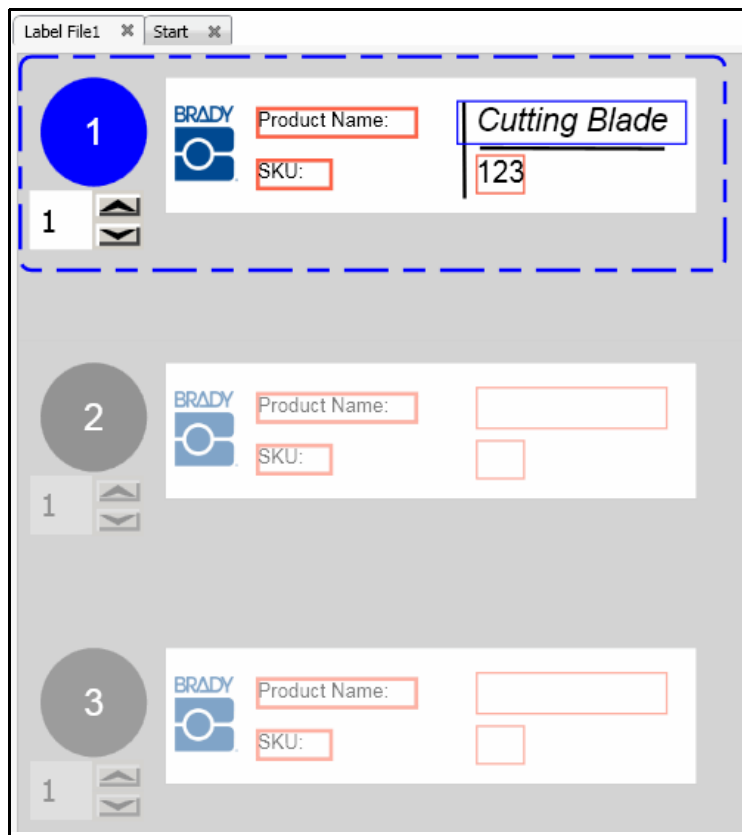 Label File1 Start
1 BRADY Product Name: Cutting Blade
SKU: 123
1
2 BRADY Product Name:
SKU:
1
3 BRADY Product Name:
SKU:
1